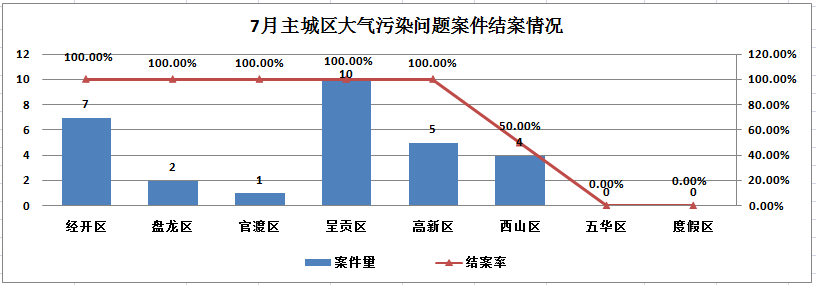 7月主城区大气污染问题案件结案情况
12 100.00% 100.00% 100.00% 100.00% 100.00% 120.00%
10 10 100.00%
8 7 80.00%
6 5 50.00% 60.00%
4 2 4 40.00%
2 1 0.00% 0.00% 20.00%
0 0 0 0.00%
经开区 盘龙区 官渡区 呈贡区 高新区 西山区 五华区 度假区
案件量 结案率